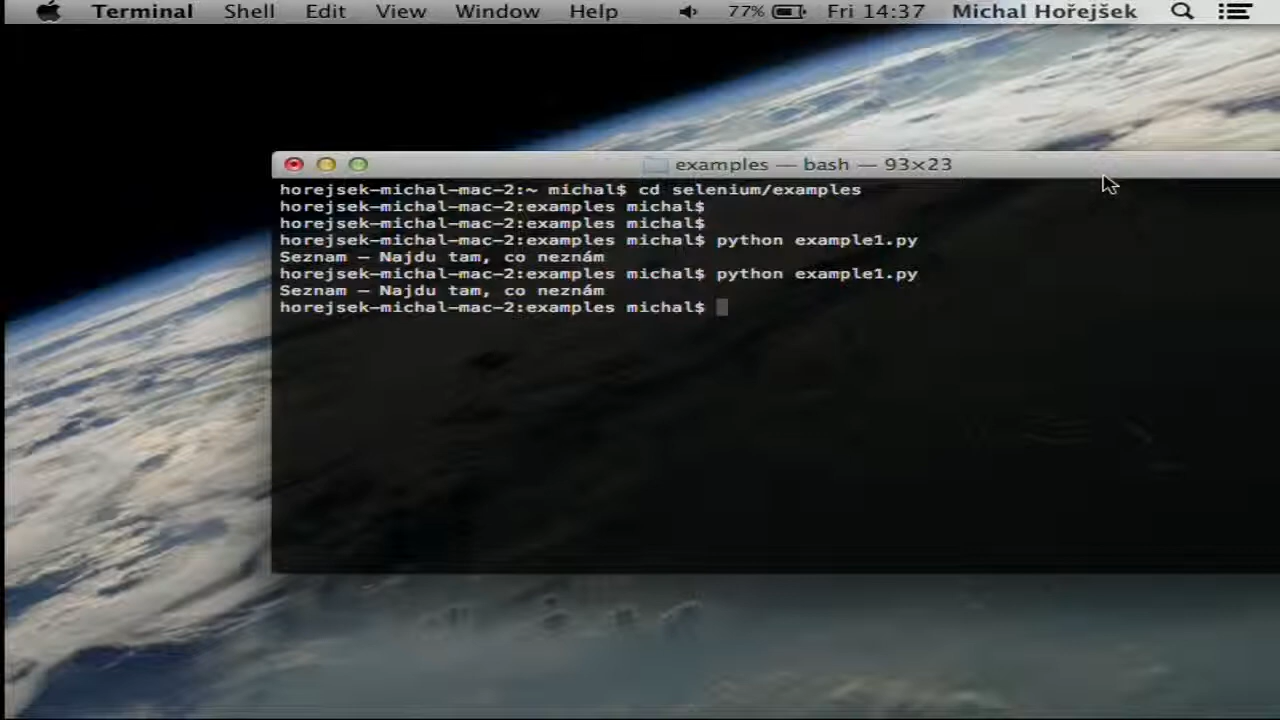 Terminal Shell Edit View Window Help 77% Fri 14:37 Michal Hořejšek
examples — bash — 93×23
horejsek-michal-mac-2:~ michal$ cd selenium/examples
horejsek-michal-mac-2:examples michal$
horejsek-michal-mac-2:examples michal$
horejsek-michal-mac-2:examples michal$ python example1.py
Seznam – Najdu tam, co neznám
horejsek-michal-mac-2:examples michal$ python example1.py
Seznam – Najdu tam, co neznám
horejsek-michal-mac-2:examples michal$